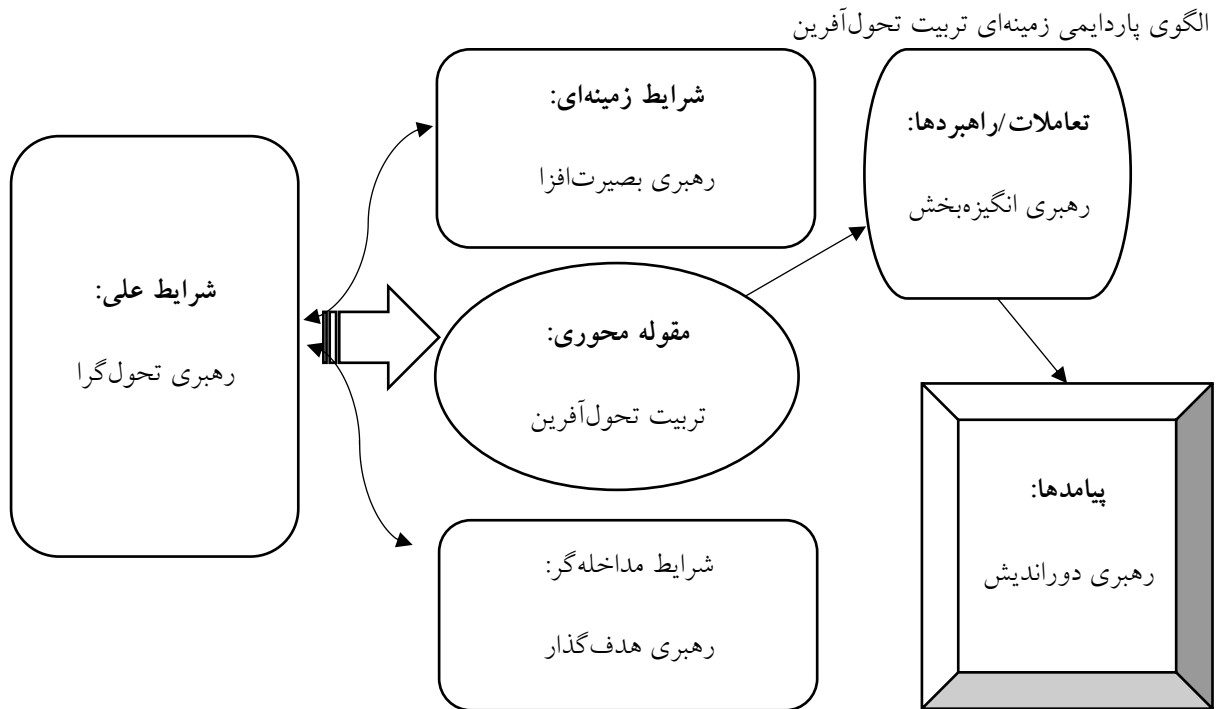 الگوی پاردایمی زمینه‌ای تربیت تحول‌آفرین
شرایط علی:
رهبری تحول‌گرا
شرایط زمینه‌ای:
رهبری بصیرت‌افزا
مقوله محوری:
تربیت تحول‌آفرین
شرایط مداخله‌گر:
رهبری هدف‌گذار
تعاملات/راهبردها:
رهبری انگیزه‌بخش
پیامدها:
رهبری دوراندیش